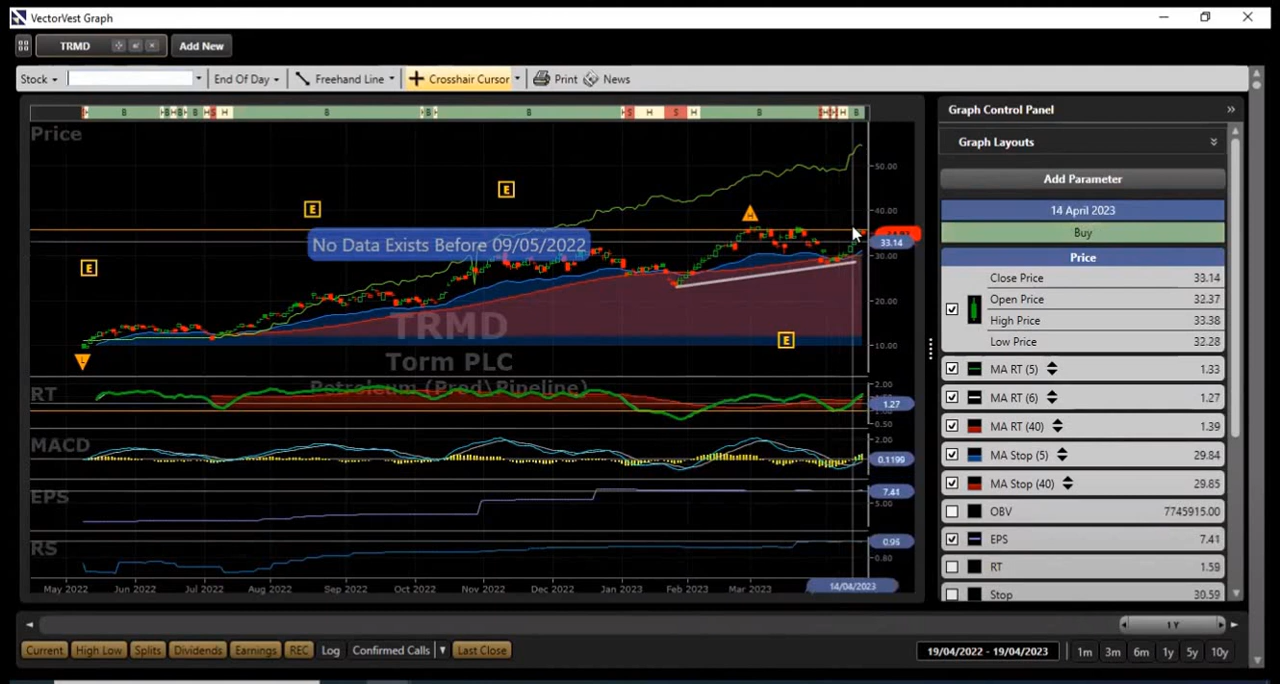 VectorVest Graph
TRMD
Add New
Stock
End Of Day
Freehand Line
Crosshair Cursor
Print
News
B
B
B
S
H
B
B
B
S
H
S
H
B
H
B
Price
E
E
E
E
H
L
No Data Exists Before 09/05/2022
TRMD
Torm PLC
Petroleum (Prod\Pipeline)
50.00
40.00
33.14
30.00
20.00
10.00
RT
2.00
1.27
0.50
MACD
2.00
0.1199
EPS
7.41
5.00
RS
0.95
0.80
May 2022 Jun 2022 Jul 2022 Aug 2022 Sep 2022 Oct 2022 Nov 2022 Dec 2022 Jan 2023 Feb 2023 Mar 2023 14/04/2023
Graph Control Panel
Graph Layouts
Add Parameter
14 April 2023
Buy
Price
Close Price 33.14
Open Price 32.37
High Price 33.38
Low Price 32.28
MA RT (5) 1.33
MA RT (6) 1.27
MA RT (40) 1.39
MA Stop (5) 29.84
MA Stop (40) 29.85
OBV 7745915.00
EPS 7.41
RT 1.59
Stop 30.59
1 Y
Current High Low Splits Dividends Earnings REC Log Confirmed Calls Last Close
19/04/2022 - 19/04/2023 1m 3m 6m 1y 5y 10y